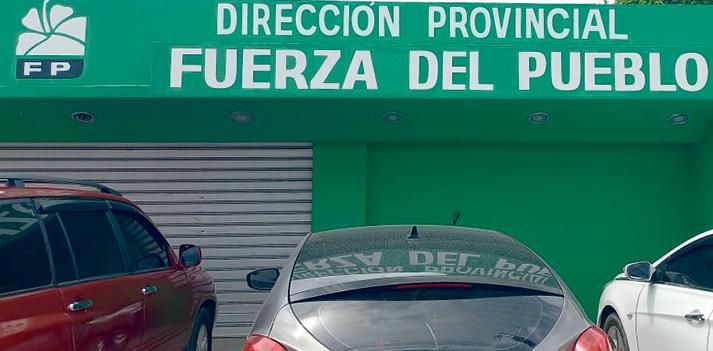 DIRECCIÓN PROVINCIAL
FUERZA DEL PUEBLO
FP